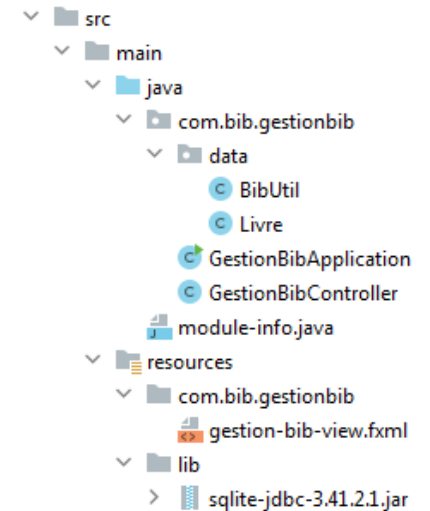 src
main
java
com.bib.gestionbib
data
BibUtil
Livre
GestionBibApplication
GestionBibController
module-info.java
resources
com.bib.gestionbib
gestion-bib-view.fxml
lib
sqlite-jdbc-3.41.2.1.jar